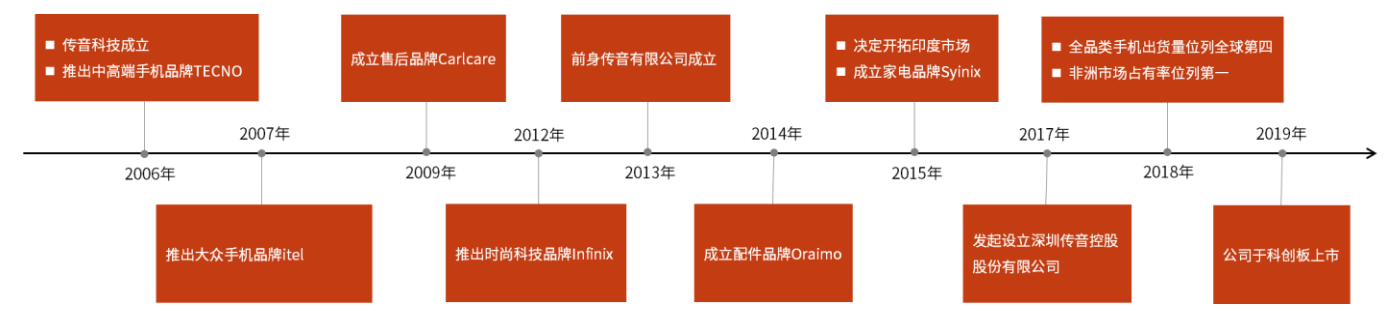 ■ 传音科技成立
■ 推出中高端手机品牌TECNO
成立售后品牌Carlcare
前身传音有限公司成立
■ 决定开拓印度市场
■ 成立家电品牌Syinix
■ 全品类手机出货量位列全球第四
■ 非洲市场占有率位列第一
2007年
2012年
2014年
2017年
2019年
2006年
2009年
2013年
2015年
2018年
推出大众手机品牌itel
推出时尚科技品牌Infinix
成立配件品牌Oraimo
发起设立深圳传音控股
股份有限公司
公司于科创板上市